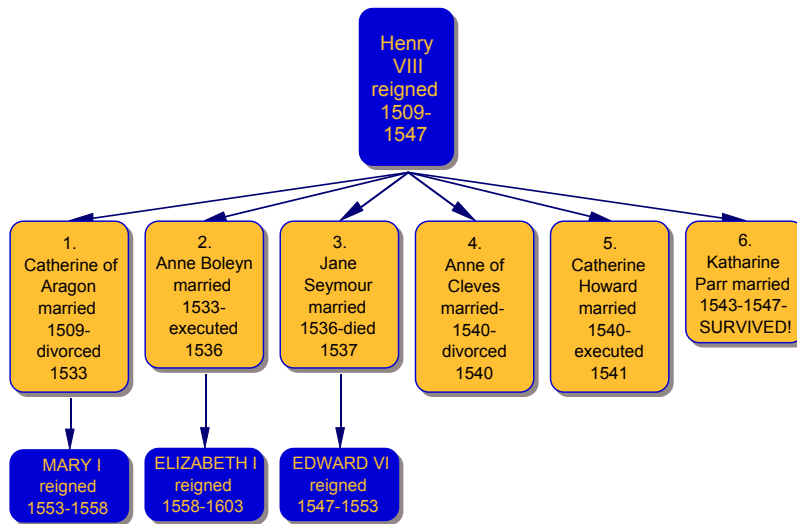 Henry
VIII
reigned
1509-
1547
1.
Catherine of
Aragon
married
1509-
divorced
1533
2.
Anne Boleyn
married
1533-
executed
1536
3.
Jane
Seymour
married
1536-died
1537
4.
Anne of
Cleves
married-
1540-
divorced
1540
5.
Catherine
Howard
married
1540-
executed
1541
6.
Katharine
Parr married
1543-1547-
SURVIVED!
MARY I
reigned
1553-1558
ELIZABETH I
reigned
1558-1603
EDWARD VI
reigned
1547-1553